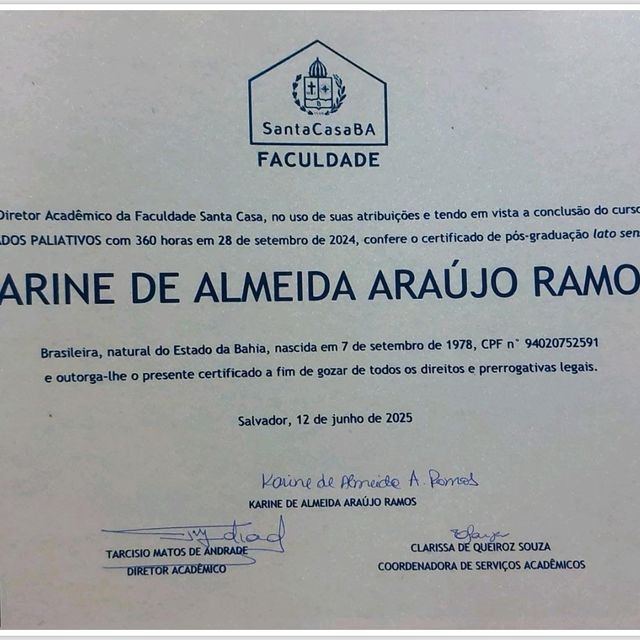 SantaCasaBA
FACULDADE
Diretor Acadêmico da Faculdade Santa Casa, no uso de suas atribuições e tendo em vista a conclusão do curso
ADOS PALIATIVOS com 360 horas em 28 de setembro de 2024, confere o certificado de pós-graduação lato sen
ARINE DE ALMEIDA ARAÚJO RAMO
Brasileira, natural do Estado da Bahia, nascida em 7 de setembro de 1978, CPF n° 94020752591
e outorga-lhe o presente certificado a fim de gozar de todos os direitos e prerrogativas legais.
Salvador, 12 de junho de 2025
Karine de Almeida A. Ramos
KARINE DE ALMEIDA ARAÚJO RAMOS
TARCISIO MATOS DE ANDRADE
DIRETOR ACADÊMICO
CLARISSA DE QUEIROZ SOUZA
COORDENADORA DE SERVIÇOS ACADÊMICOS